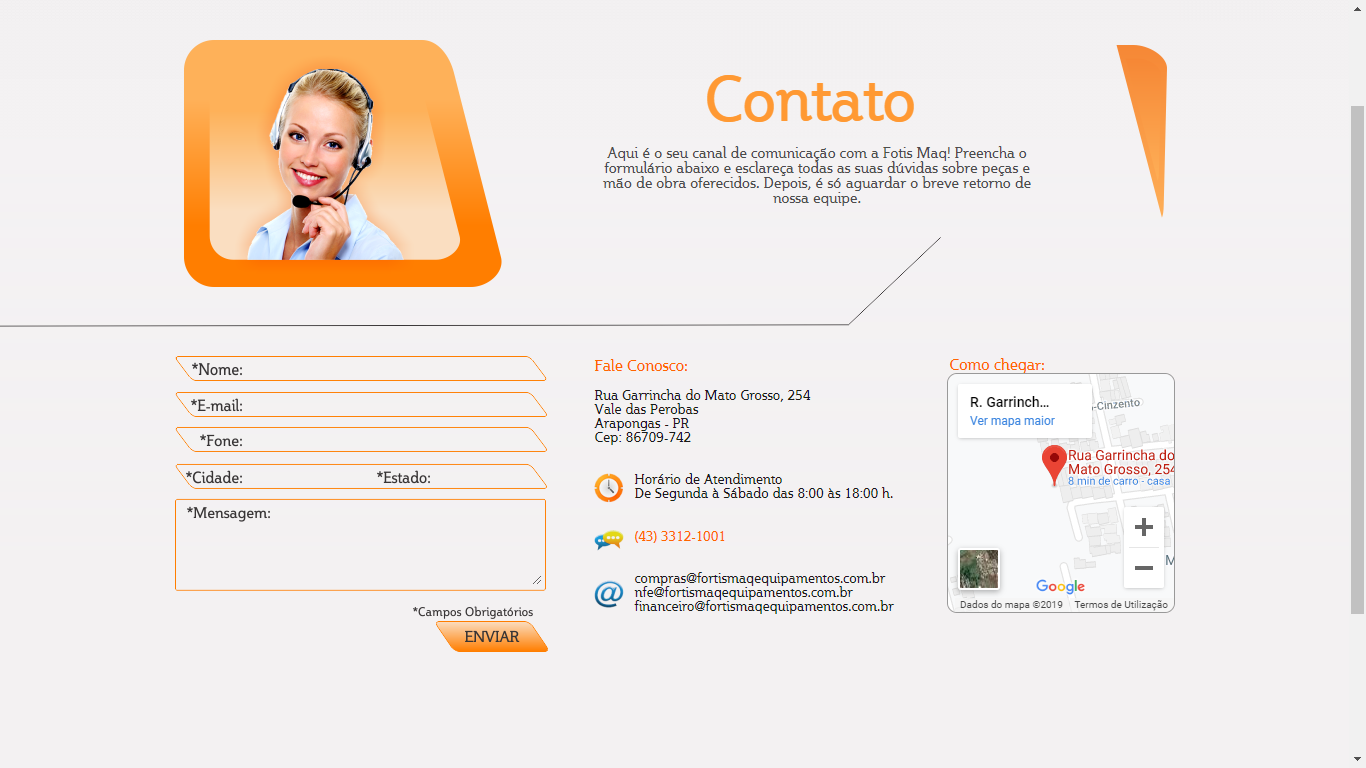 Contato
Aqui é o seu canal de comunicação com a Fotis Maq! Preencha o
formulário abaixo e esclareça todas as suas dúvidas sobre peças e
mão de obra oferecidos. Depois, é só aguardar o breve retorno de
nossa equipe.
*Nome:
*E-mail:
*Fone:
*Cidade:
*Estado:
*Mensagem:
*Campos Obrigatórios
ENVIAR
Fale Conosco:
Rua Garrincha do Mato Grosso, 254
Vale das Perobas
Arapongas - PR
Cep: 86709-742
Horário de Atendimento
De Segunda à Sábado das 8:00 às 18:00 h.
(43) 3312-1001
compras@fortismaqequipamentos.com.br
nfe@fortismaqequipamentos.com.br
financeiro@fortismaqequipamentos.com.br
Como chegar:
R. Garrinch...
Ver mapa maior
-Cinzento
Rua Garrincha do
Mato Grosso, 254
8 min de carro - casa
M
Google
Dados do mapa ©2019
Termos de Utilização